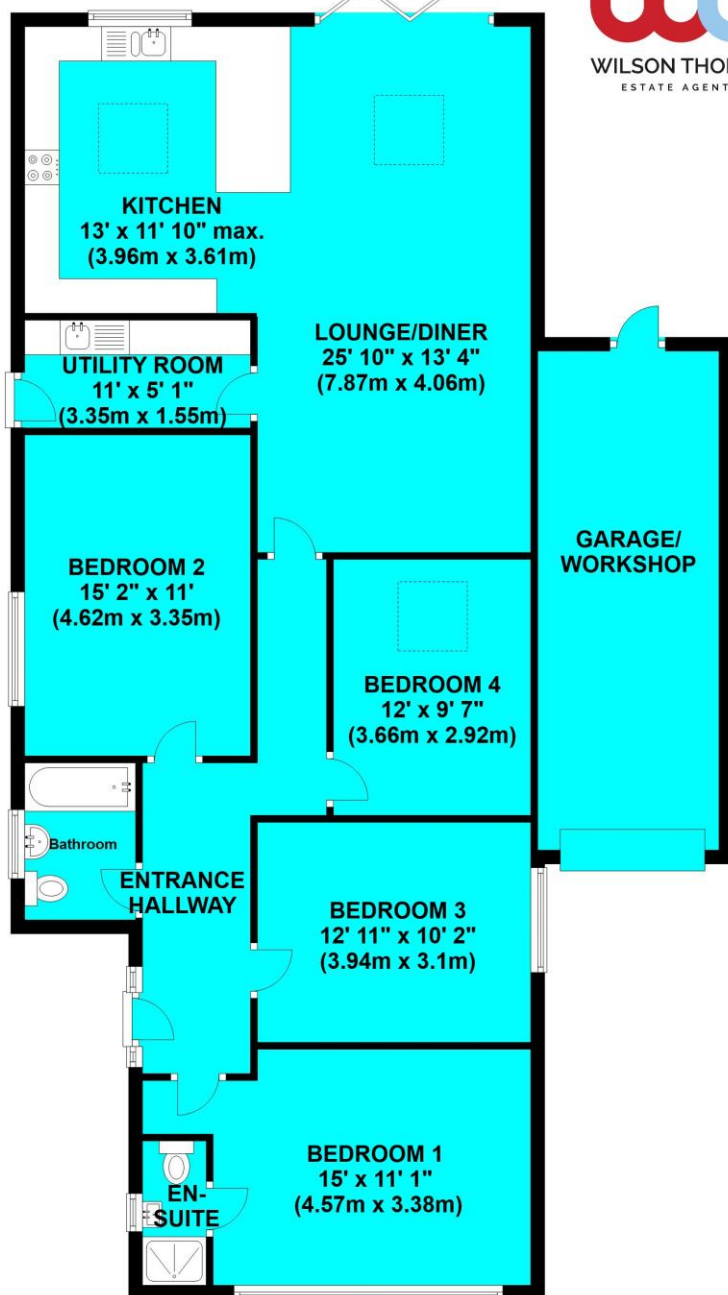 WILSON
ESTATE
KITCHEN
13' x 11' 10" max.
(3.96m x 3.61m)
LOUNGE/DINER
25' 10" x 13' 4"
(7.87m x 4.06m)
UTILITY ROOM
11' x 5' 1"
(3.35m x 1.55m)
GARAGE/
WORKSHOP
BEDROOM 2
15' 2" x 11'
(4.62m x 3.35m)
BEDROOM 4
12' x 9' 7"
(3.66m x 2.92m)
Bathroom
ENTRANCE
HALLWAY
BEDROOM 3
12' 11" x 10' 2"
(3.94m x 3.1m)
BEDROOM 1
15' x 11' 1"
(4.57m x 3.38m)
EN-
SUITE